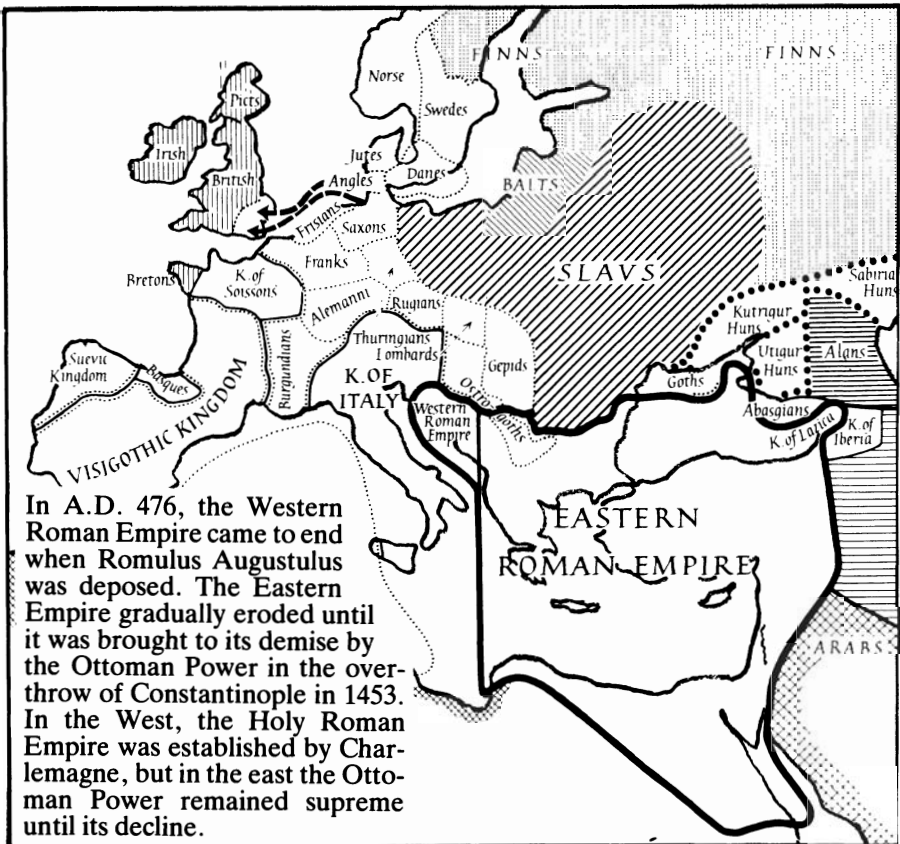 FINNS
FINNS
Norse
Swedes
Picts
Irish
British
Jutes
Angles
Danes
BALTS
Frisians
Saxons
SLAVS
Bretons
K. of
Soissons
Franks
Alemanni
Rugians
Sabiria
Huns
Kutrigur
Huns
Utigur
Huns
Alans
Thuringians
Lombards
Gepids
Goths
Suevic
Kingdom
Basques
Burgundians
K. OF
ITALY
Ostrogoths
Western
Roman
Empire
Abasgians
K. of Lazica
K. of
Iberia
VISIGOTHIC KINGDOM
EASTERN
ROMAN EMPIRE
ARABS
In A.D. 476, the Western
Roman Empire came to end
when Romulus Augustulus
was deposed. The Eastern
Empire gradually eroded until
it was brought to its demise by
the Ottoman Power in the over-
throw of Constantinople in 1453.
In the West, the Holy Roman
Empire was established by Char-
lemagne, but in the east the Otto-
man Power remained supreme
until its decline.